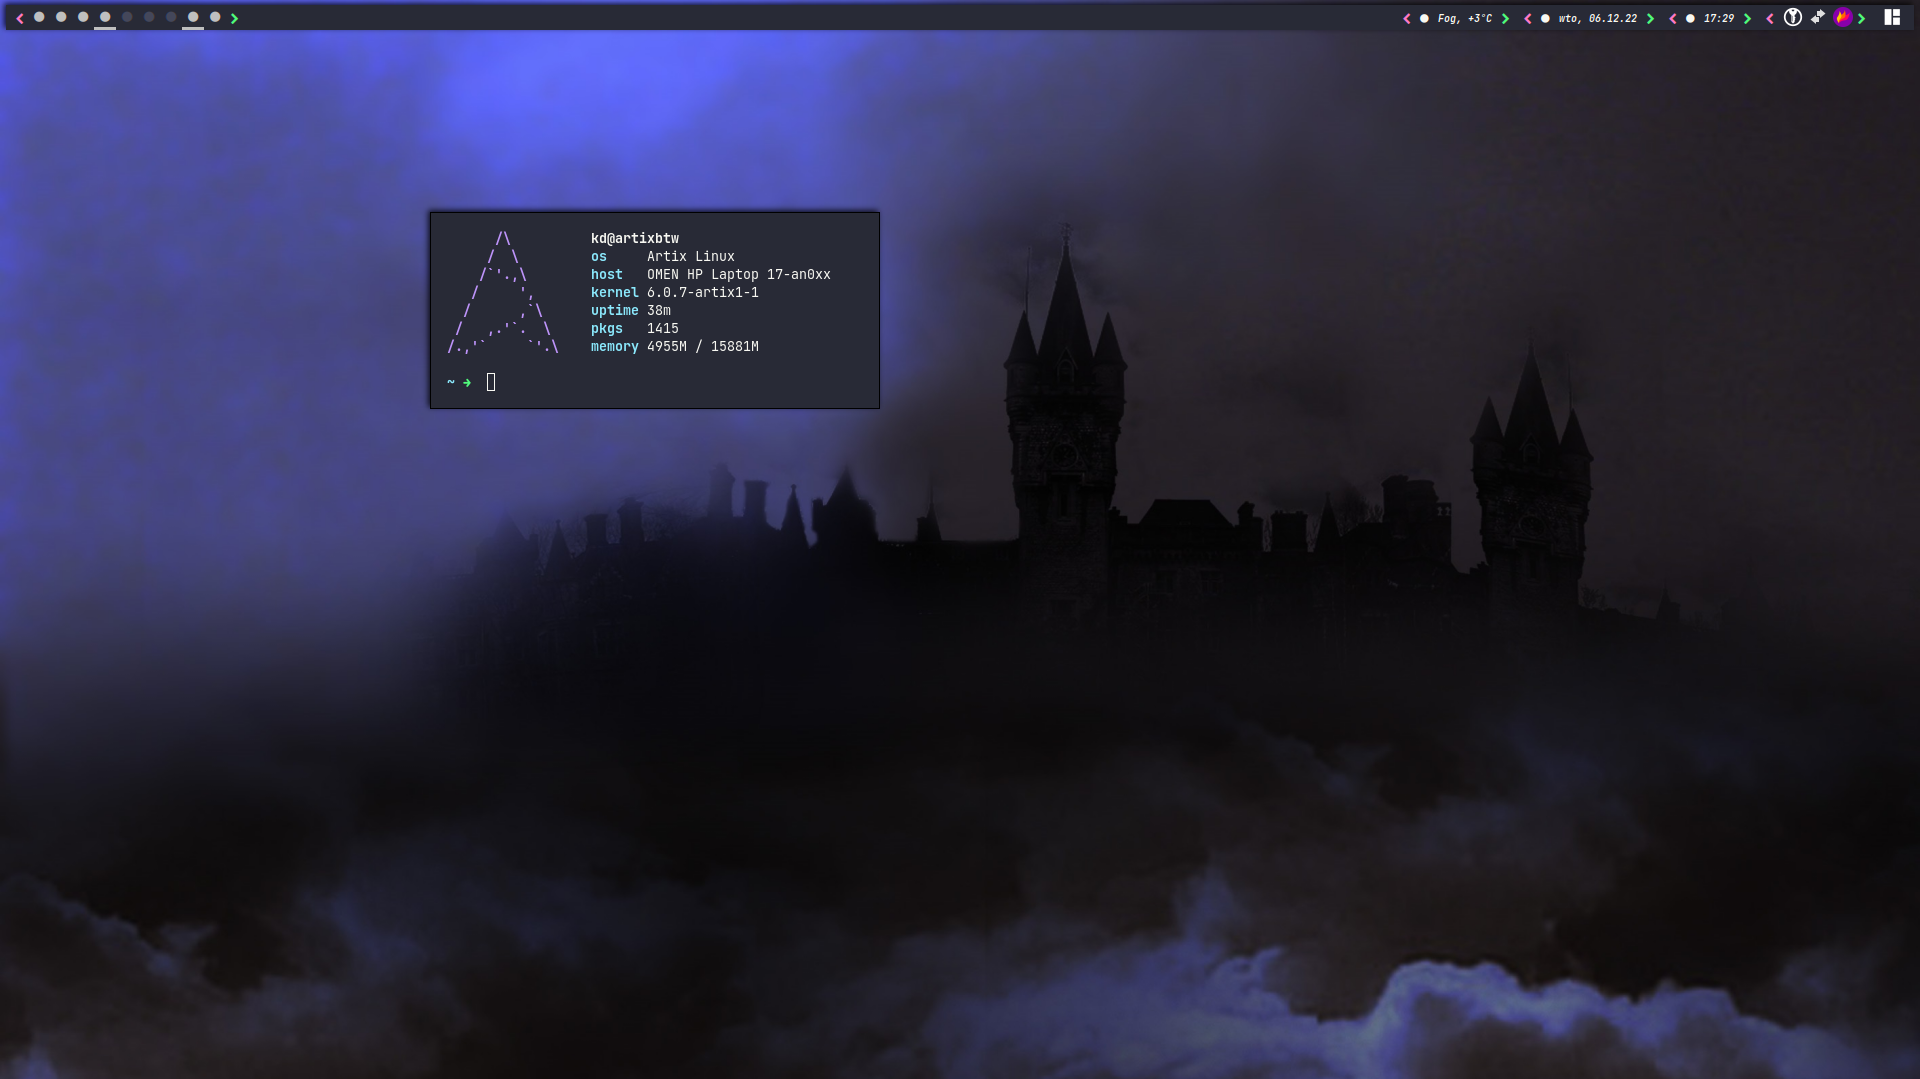 Fog, +3°C
wto, 06.12.22
17:29
kd@artixbtw
os Artix Linux
host OMEN HP Laptop 17-an0xx
kernel 6.0.7-artix1-1
uptime 38m
pkgs 1415
memory 4955M / 15881M
~ ➜